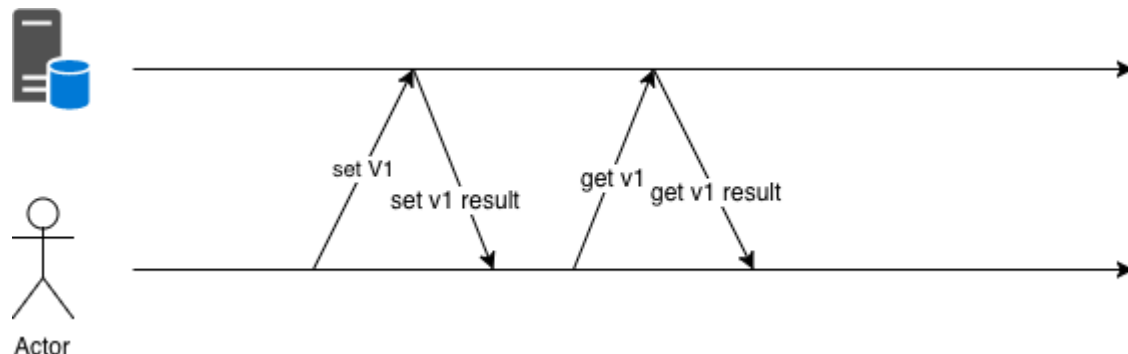 set V1
set v1 result
get v1
get v1 result
Actor